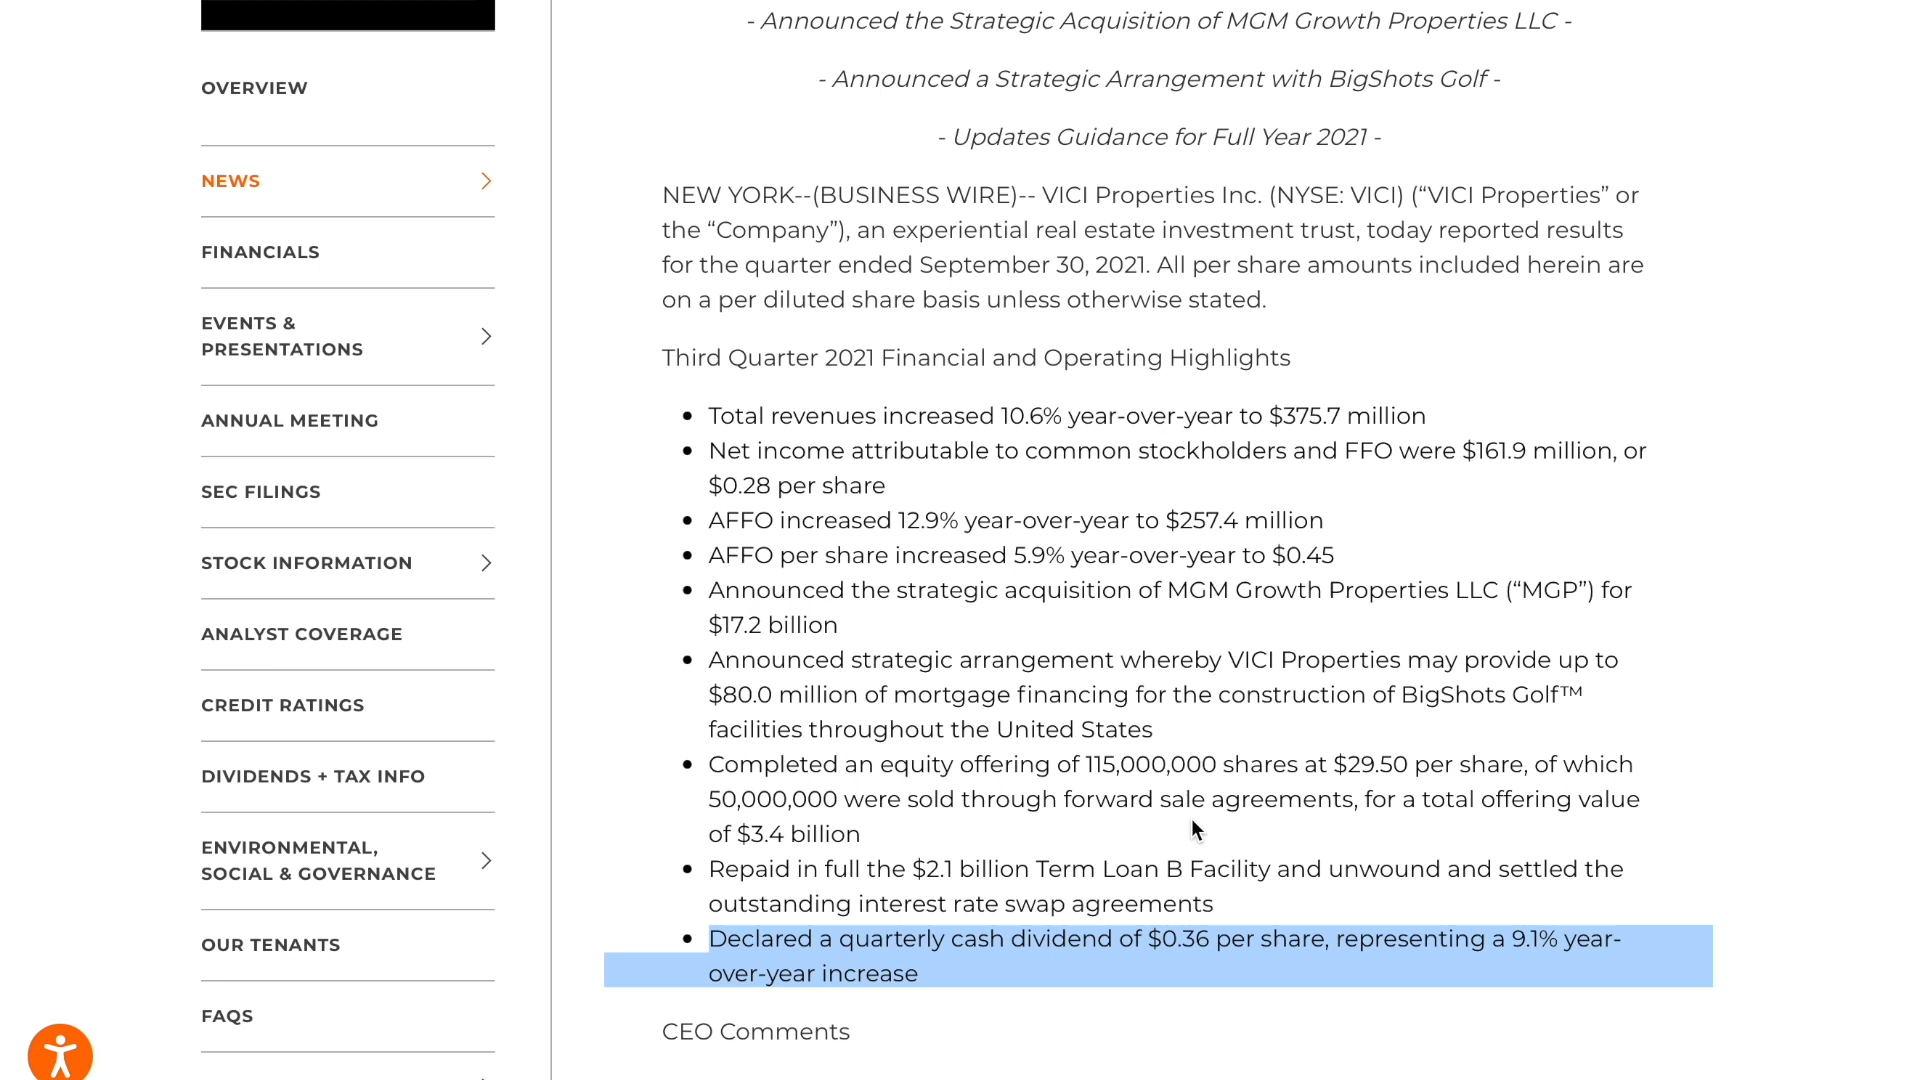 - Announced the Strategic Acquisition of MGM Growth Properties LLC -
- Announced a Strategic Arrangement with BigShots Golf -
- Updates Guidance for Full Year 2021 -
OVERVIEW
NEWS
FINANCIALS
EVENTS &
PRESENTATIONS
ANNUAL MEETING
SEC FILINGS
STOCK INFORMATION
ANALYST COVERAGE
CREDIT RATINGS
DIVIDENDS + TAX INFO
ENVIRONMENTAL,
SOCIAL & GOVERNANCE
OUR TENANTS
FAQS
NEW YORK--(BUSINESS WIRE)-- VICI Properties Inc. (NYSE: VICI) (“VICI Properties” or
the “Company”), an experiential real estate investment trust, today reported results
for the quarter ended September 30, 2021. All per share amounts included herein are
on a per diluted share basis unless otherwise stated.
Third Quarter 2021 Financial and Operating Highlights
• Total revenues increased 10.6% year-over-year to $375.7 million
• Net income attributable to common stockholders and FFO were $161.9 million, or
$0.28 per share
• AFFO increased 12.9% year-over-year to $257.4 million
• AFFO per share increased 5.9% year-over-year to $0.45
• Announced the strategic acquisition of MGM Growth Properties LLC (“MGP”) for
$17.2 billion
• Announced strategic arrangement whereby VICI Properties may provide up to
$80.0 million of mortgage financing for the construction of BigShots Golf™
facilities throughout the United States
• Completed an equity offering of 115,000,000 shares at $29.50 per share, of which
50,000,000 were sold through forward sale agreements, for a total offering value
of $3.4 billion
• Repaid in full the $2.1 billion Term Loan B Facility and unwound and settled the
outstanding interest rate swap agreements
• Declared a quarterly cash dividend of $0.36 per share, representing a 9.1% year-
over-year increase
CEO Comments